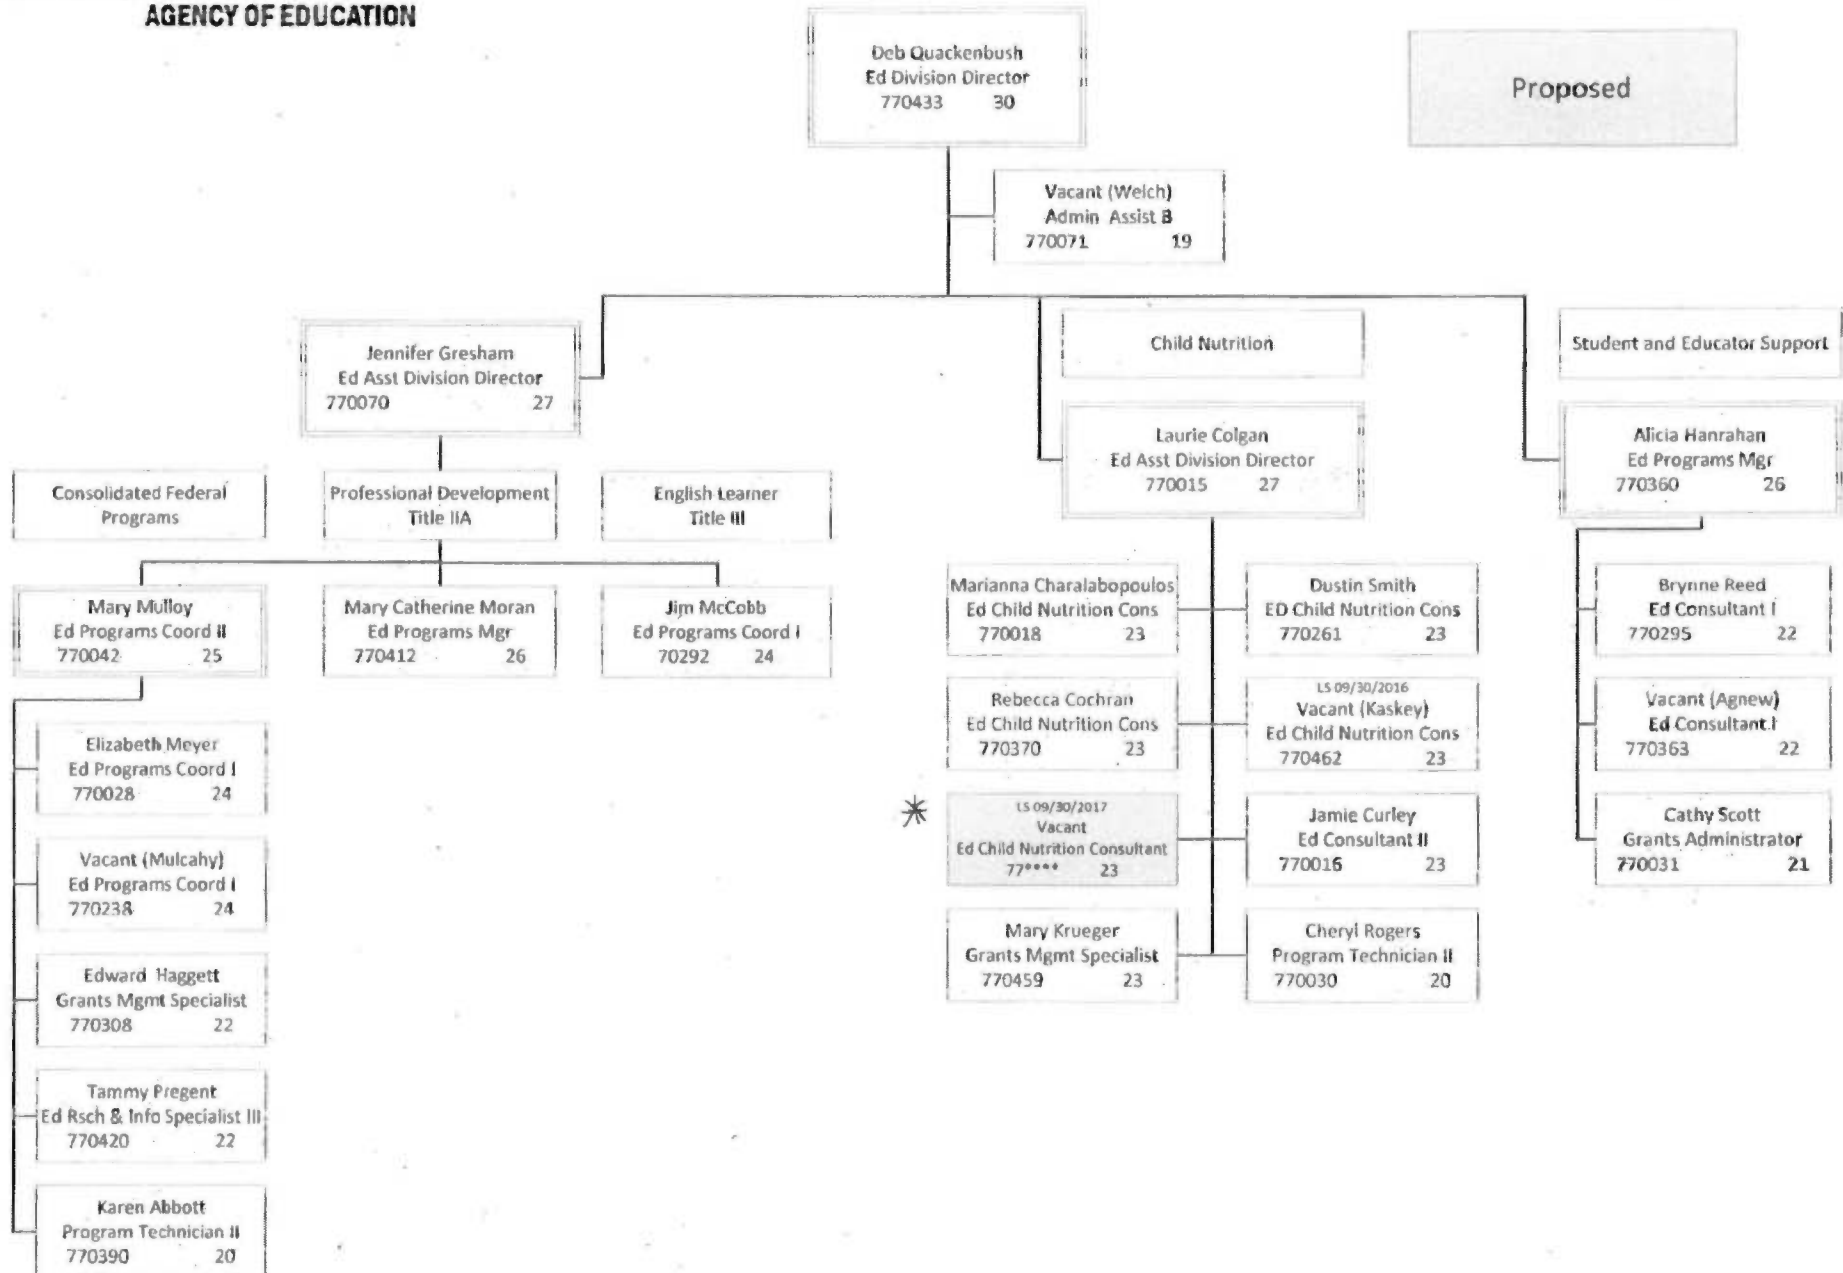 AGENCY OF EDUCATION
Deb Quackenbush
Ed Division Director
770433 30
Proposed
Vacant (Welch)
Admin Assist B
770071 19
Jennifer Gresham
Ed Asst Division Director
770070 27
Child Nutrition
Student and Educator Support
Laurie Colgan
Ed Asst Division Director
770015 27
Alicia Hanrahan
Ed Programs Mgr
770360 26
Consolidated Federal
Programs
Professional Development
Title IIA
English Learner
Title III
Mary Mulloy
Ed Programs Coord II
770042 25
Mary Catherine Moran
Ed Programs Mgr
770412 26
Jim McCobb
Ed Programs Coord I
70292 24
Elizabeth Meyer
Ed Programs Coord I
770028 24
Vacant (Mulcahy)
Ed Programs Coord I
770238 24
Edward Haggett
Grants Mgmt Specialist
770308 22
Tammy Pregent
Ed Rsch & Info Specialist III
770420 22
Karen Abbott
Program Technician II
770390 20
Marianna Charalabopoulos
Ed Child Nutrition Cons
770018 23
Dustin Smith
ED Child Nutrition Cons
770261 23
Rebecca Cochran
Ed Child Nutrition Cons
770370 23
LS 09/30/2016
Vacant (Kaskey)
Ed Child Nutrition Cons
770462 23
*
LS 09/30/2017
Vacant
Ed Child Nutrition Consultant
77**** 23
Jamie Curley
Ed Consultant II
770016 23
Mary Krueger
Grants Mgmt Specialist
770459 23
Cheryl Rogers
Program Technician II
770030 20
Brynne Reed
Ed Consultant I
770295 22
Vacant (Agnew)
Ed Consultant I
770363 22
Cathy Scott
Grants Administrator
770031 21